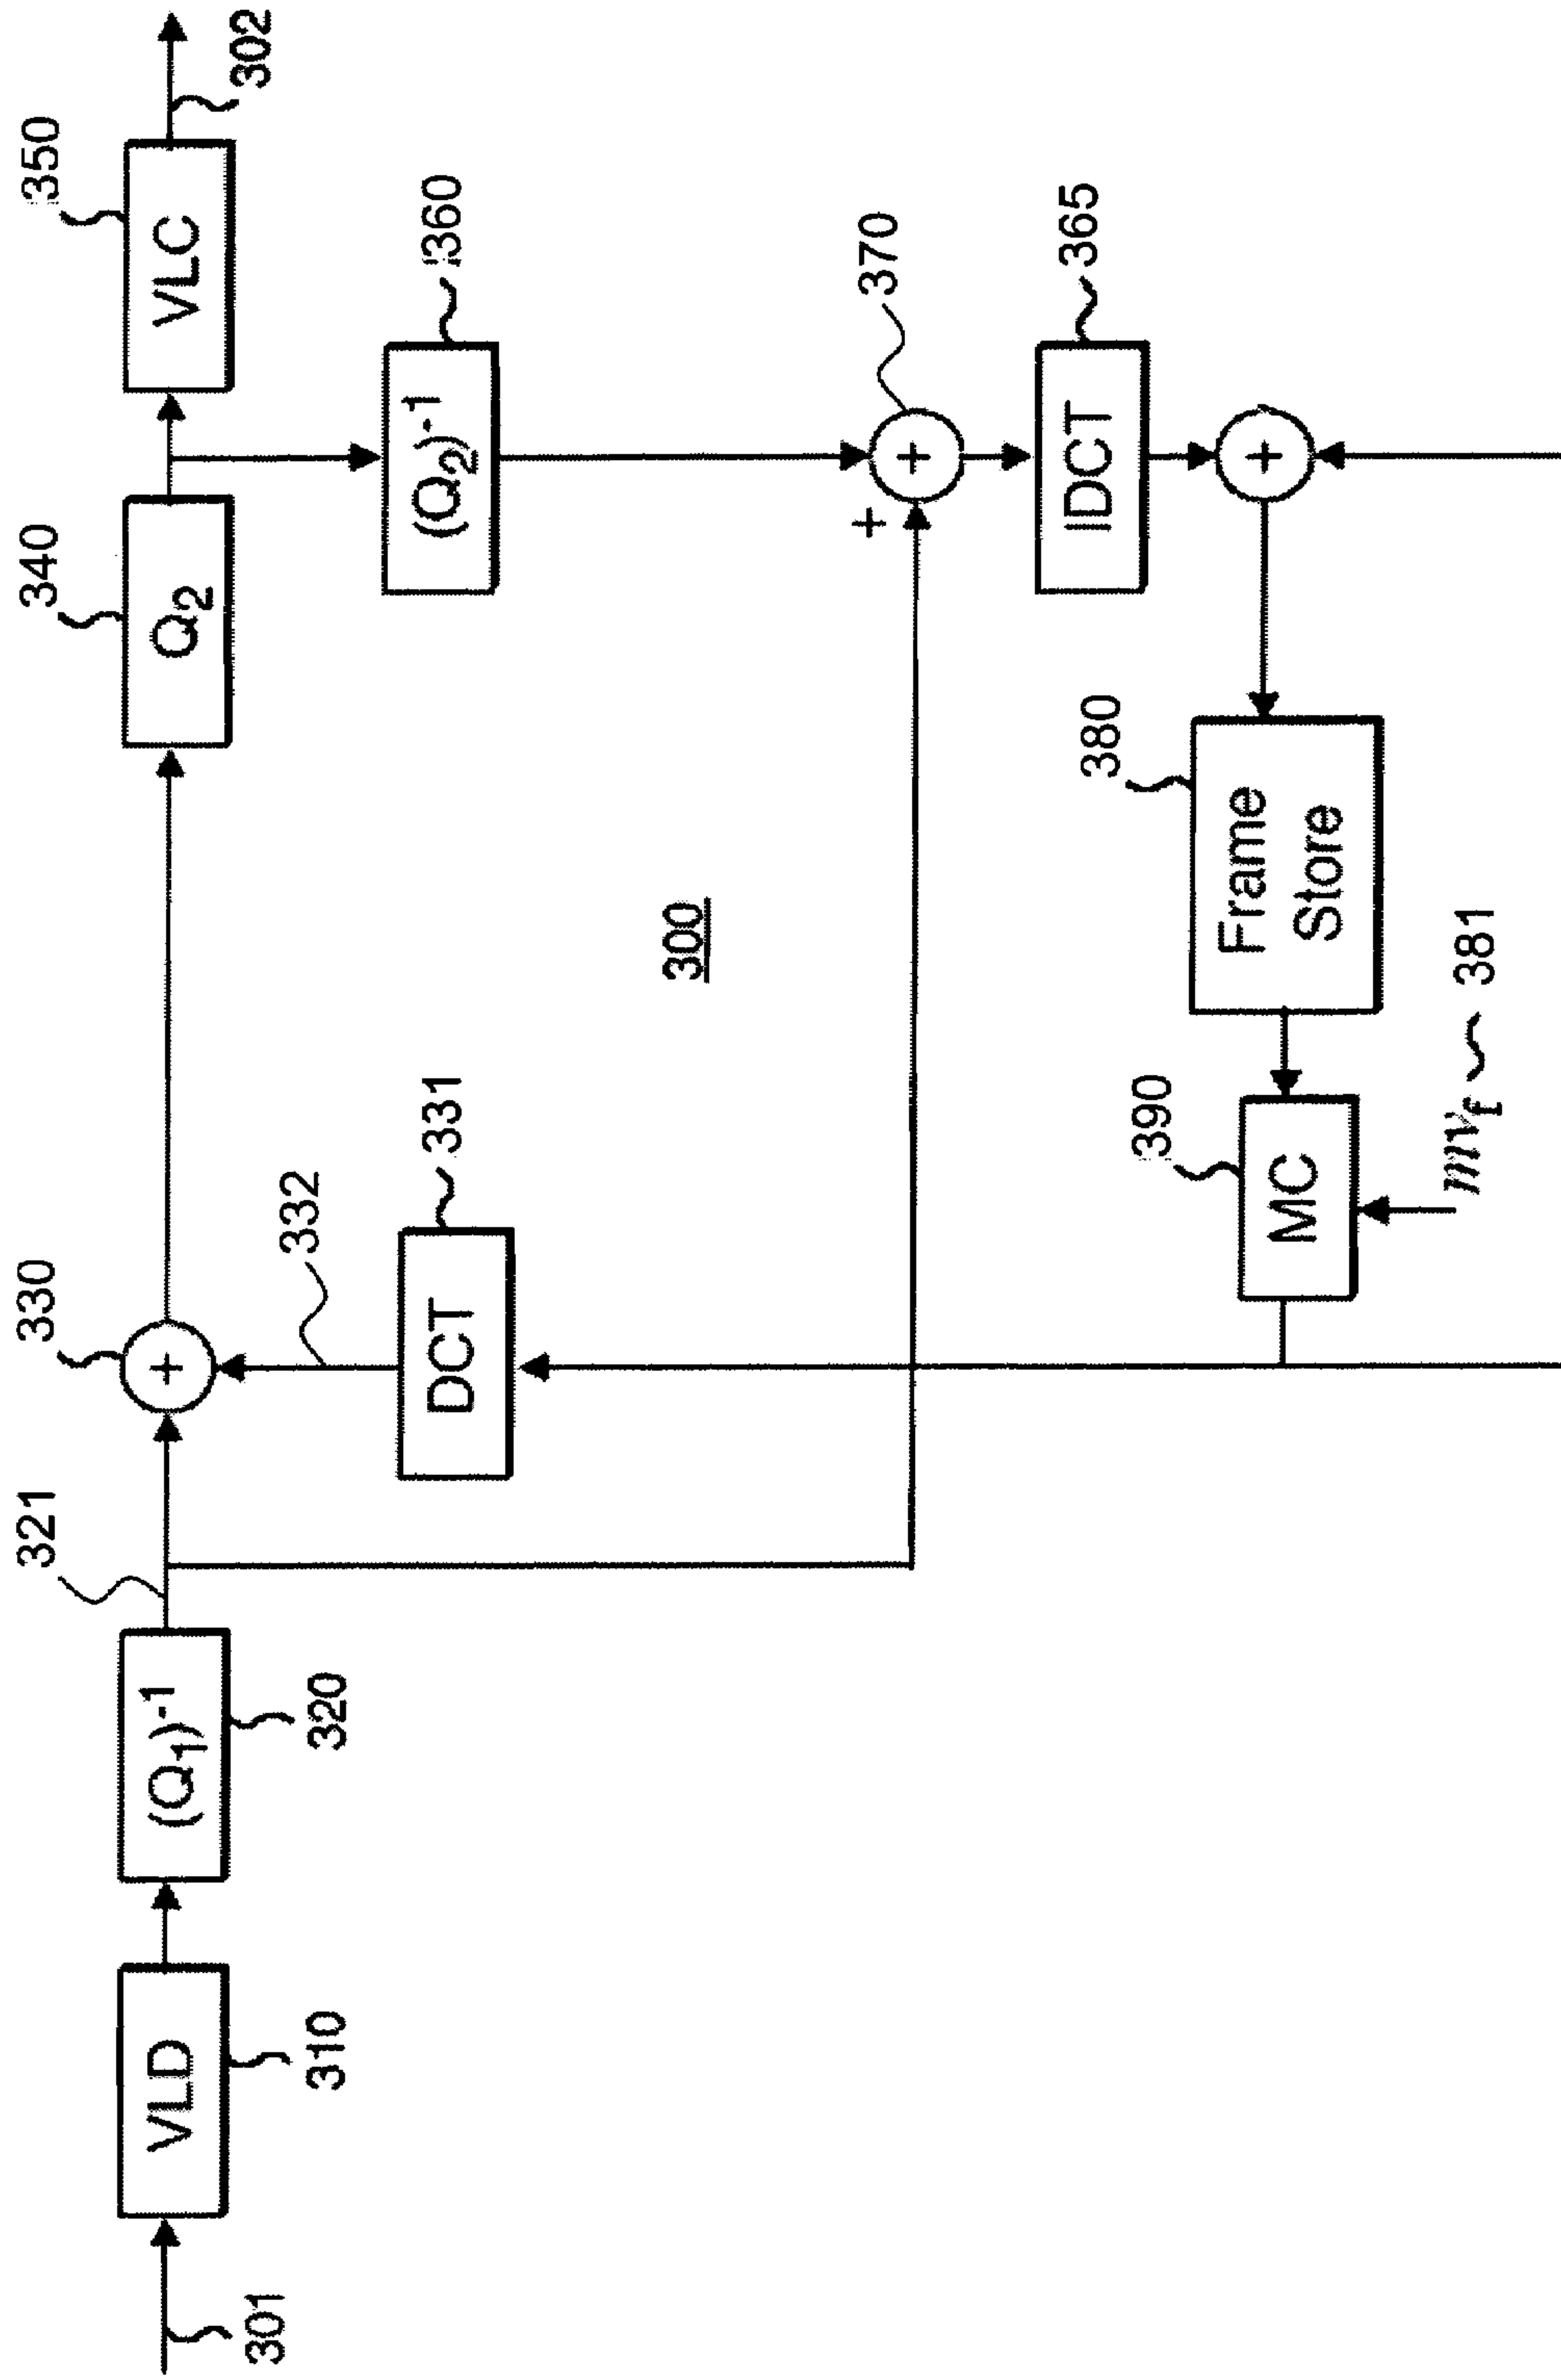 301
VLD
310
(Q1)-1
320
321
330
+
332
DCT
331
340
Q2
350
VLC
302
(Q2)-1
360
300
370
+
+
IDCT
365
+
380
Frame
Store
390
MC
mvf
381